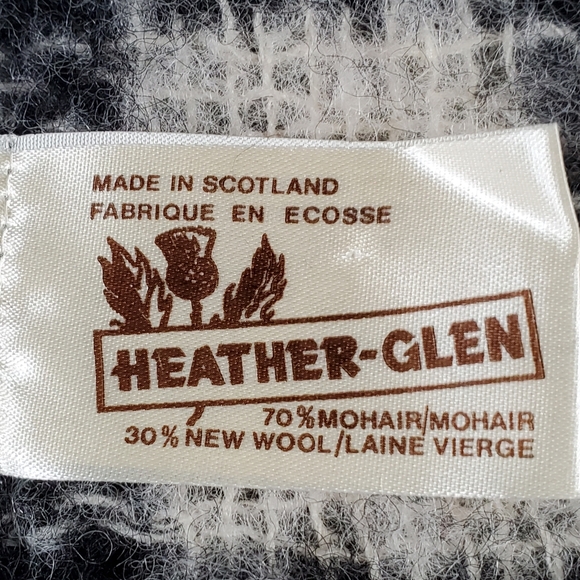 MADE IN SCOTLAND
FABRIQUE EN ECOSSE
HEATHER-GLEN
70%MOHAIR/MOHAIR
30% NEW WOOL/LAINE VIERGE